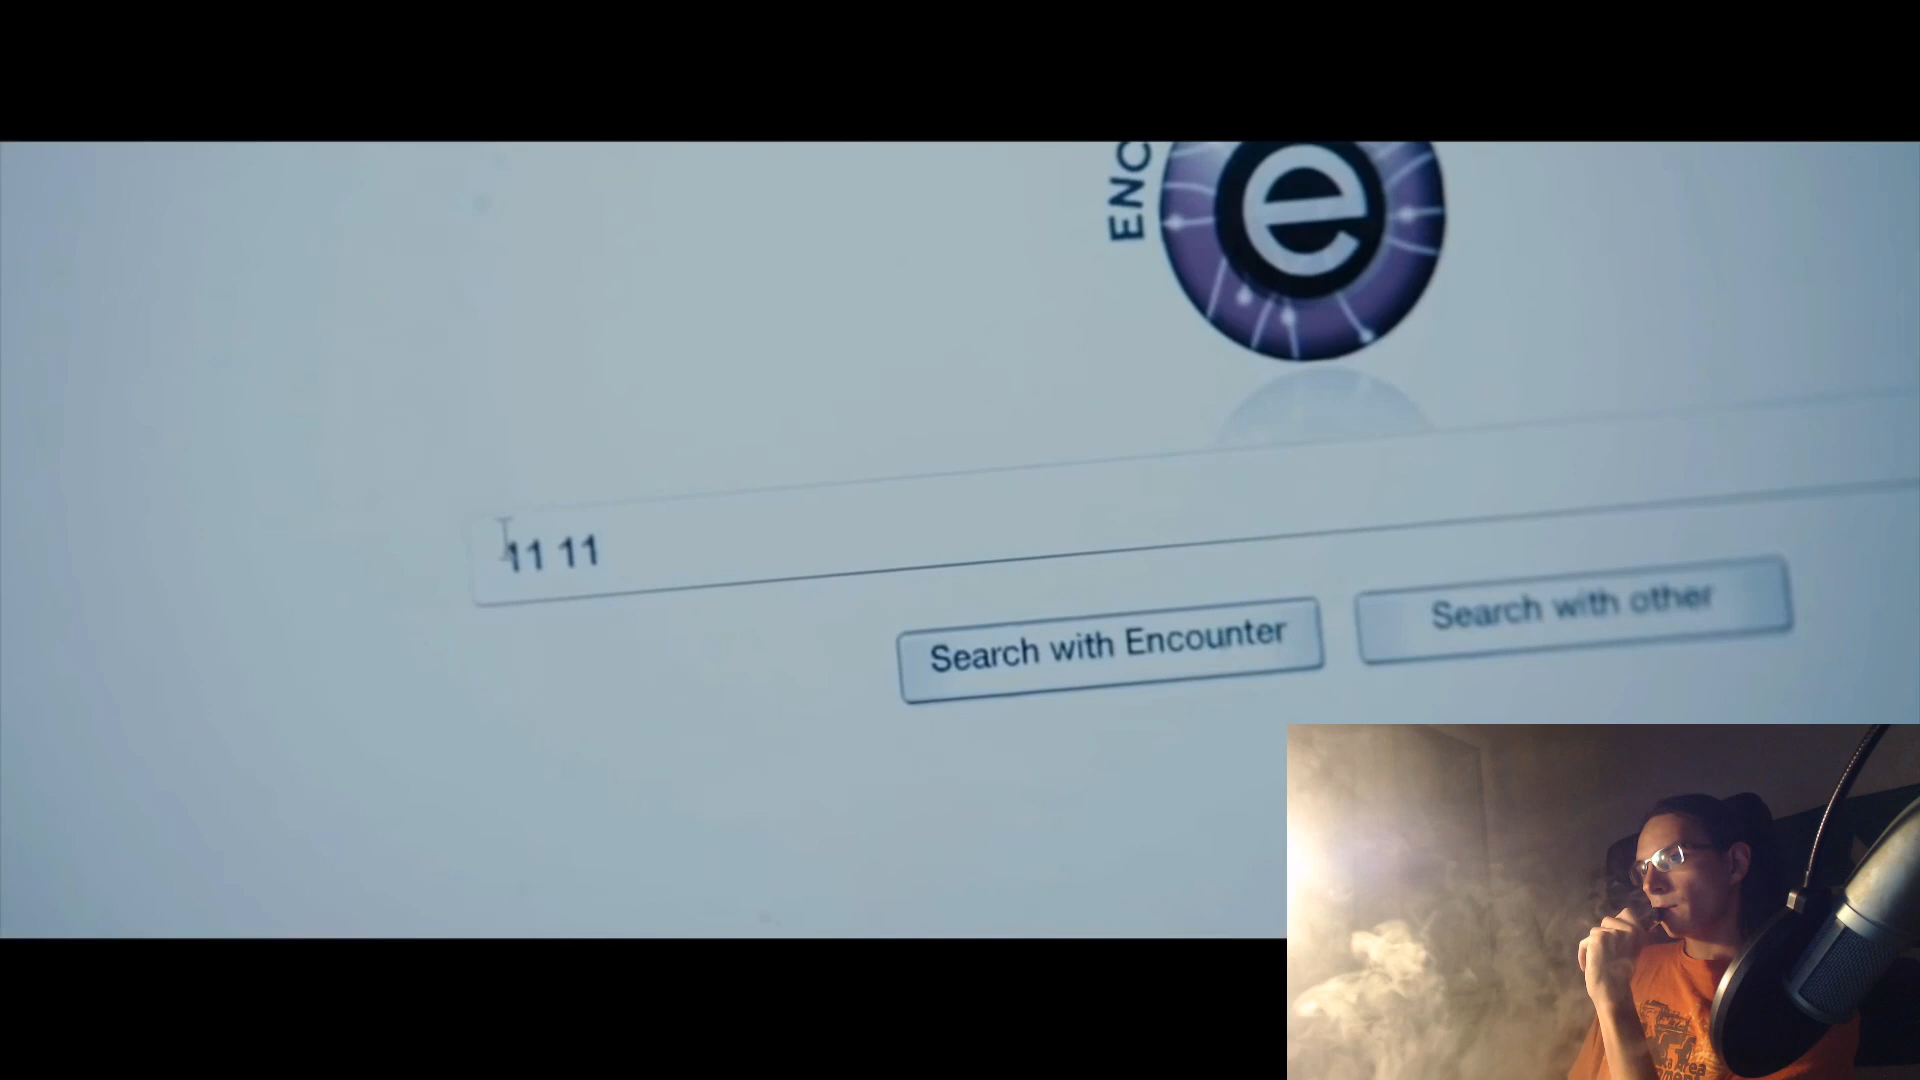 ENC
e
11 11
Search with Encounter
Search with other